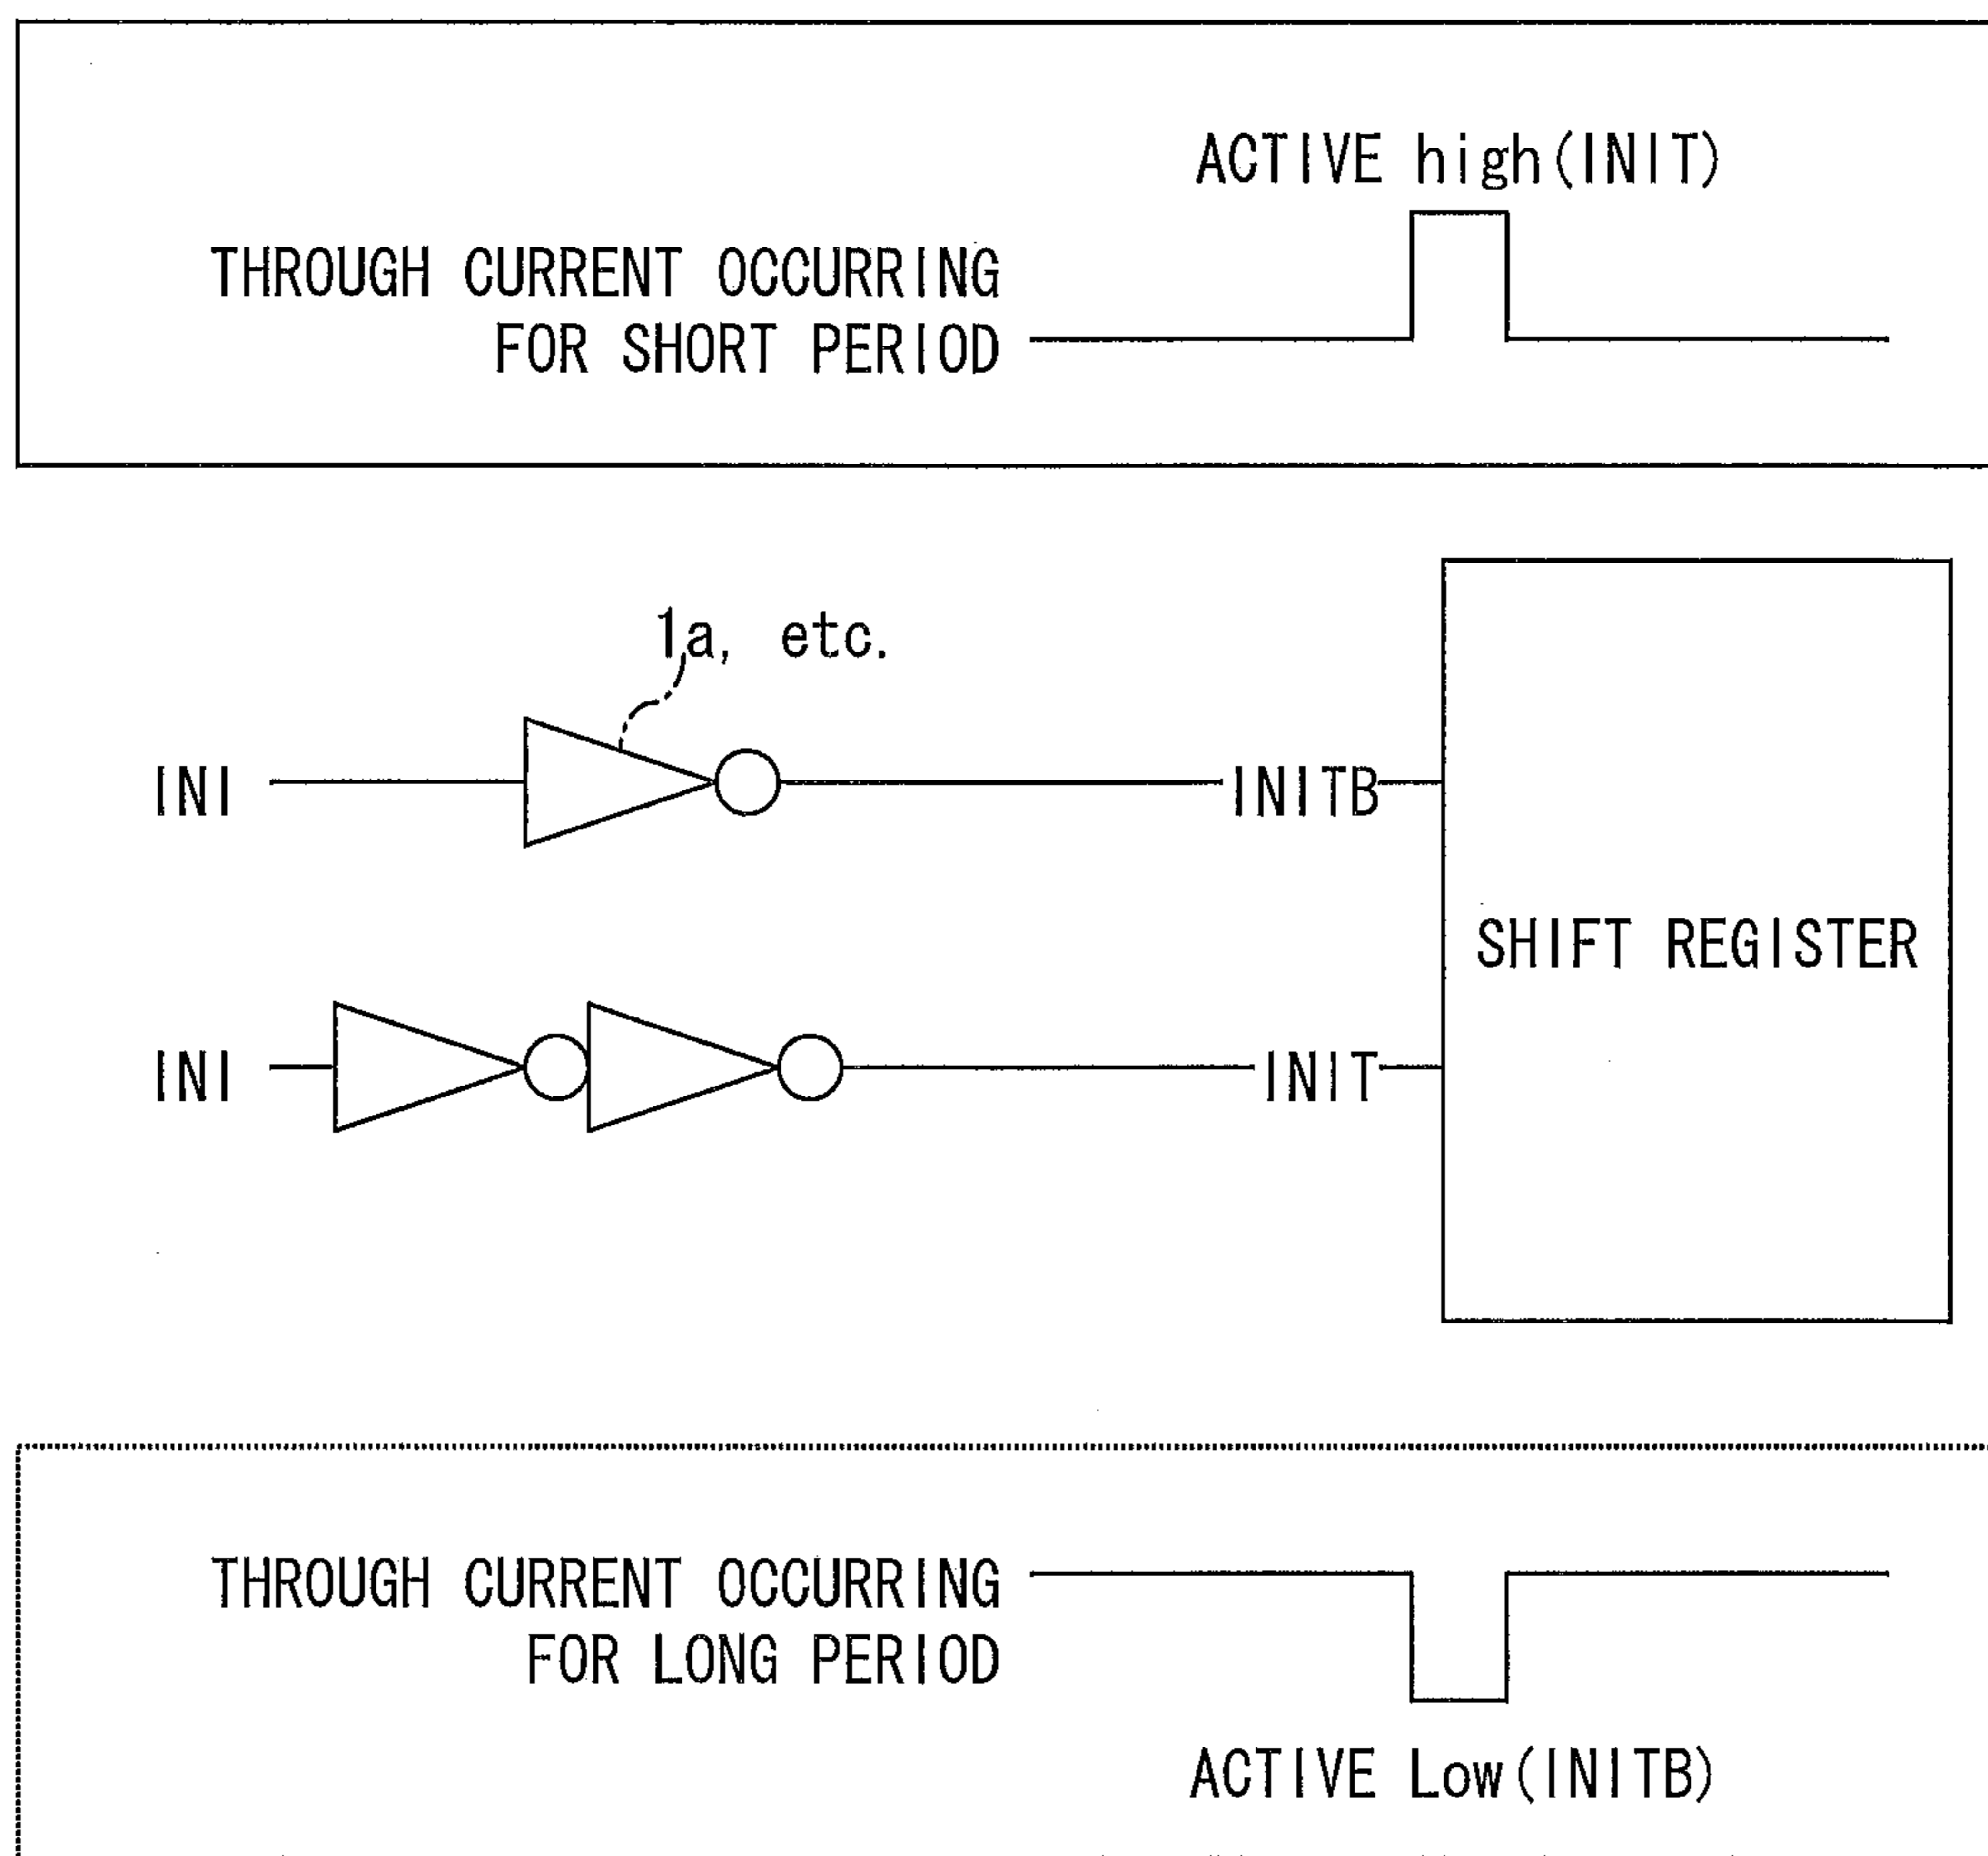 ACTIVE high(INIT)
THROUGH CURRENT OCCURRING
FOR SHORT PERIOD
1a, etc.
INI
INITB
SHIFT REGISTER
INI
INIT
THROUGH CURRENT OCCURRING
FOR LONG PERIOD
ACTIVE Low(INITB)